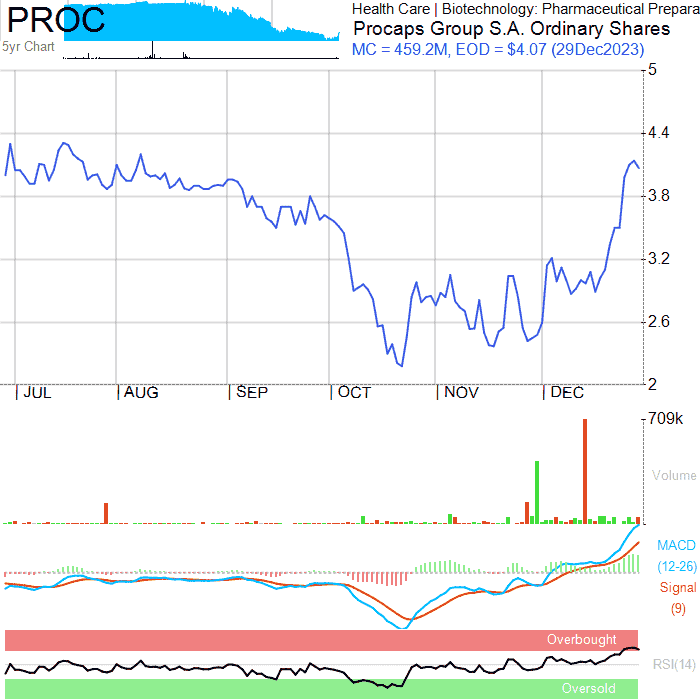 PROC
5yr Chart
Health Care | Biotechnology: Pharmaceutical Prepara
Procaps Group S.A. Ordinary Shares
MC = 459.2M, EOD = $4.07 (29Dec2023)
5
4.4
3.8
3.2
2.6
2
| JUL | AUG | SEP | OCT | NOV | DEC
709k
Volume
MACD
(12-26)
Signal
(9)
Overbought
RSI(14)
Oversold